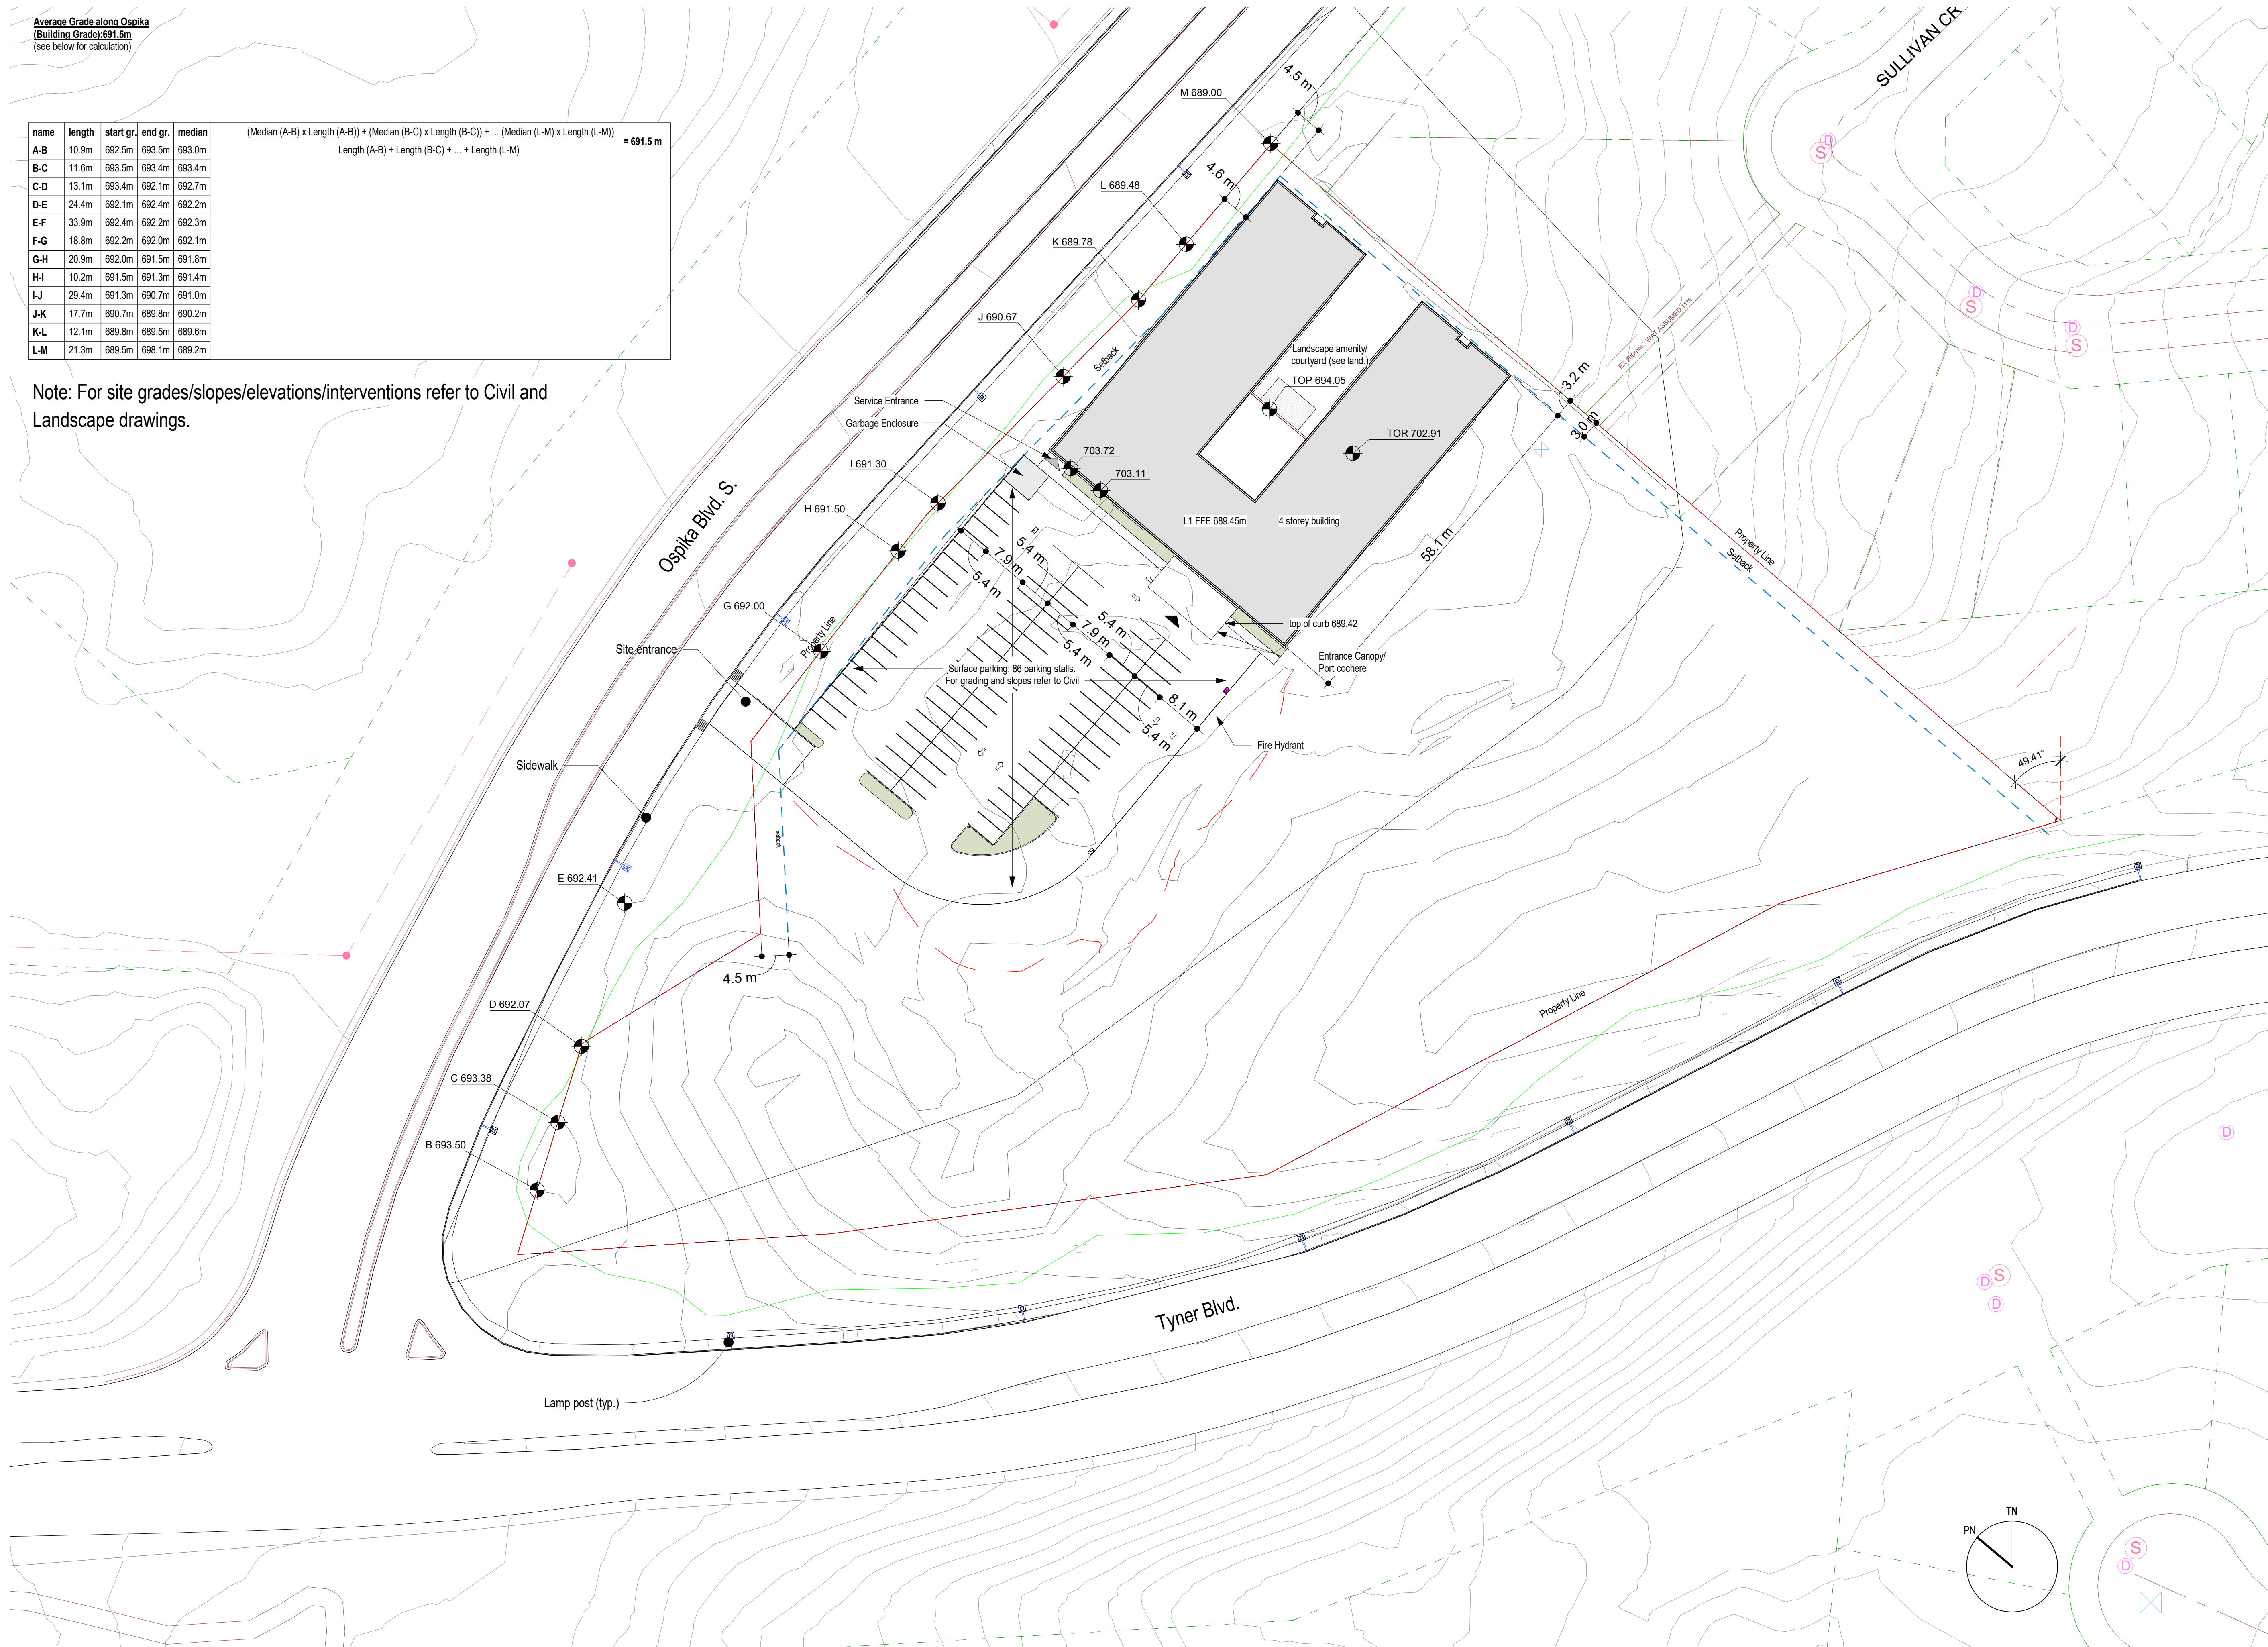 Average Grade along Ospika
(Building Grade):691.5m
(see below for calculation)
name length start gr. end gr. median
A-B 10.9m 692.5m 693.5m 693.0m
B-C 11.6m 693.5m 693.4m 693.4m
C-D 13.1m 693.4m 692.1m 692.7m
D-E 24.4m 692.1m 692.4m 692.2m
E-F 33.9m 692.4m 692.2m 692.3m
F-G 18.8m 692.2m 692.0m 692.1m
G-H 20.9m 692.0m 691.5m 691.8m
H-I 10.2m 691.5m 691.3m 691.4m
I-J 29.4m 691.3m 690.7m 691.0m
J-K 17.7m 690.7m 689.8m 690.2m
K-L 12.1m 689.8m 689.5m 689.6m
L-M 21.3m 689.5m 698.1m 689.2m
(Median (A-B) x Length (A-B)) + (Median (B-C) x Length (B-C)) + ... (Median (L-M) x Length (L-M))
Length (A-B) + Length (B-C) + ... + Length (L-M)
= 691.5 m
Note: For site grades/slopes/elevations/interventions refer to Civil and
Landscape drawings.
SULLIVAN CR
4.5 m
M 689.00
D
S
4.6 m
L 689.48
K 689.78
D
S
D
S
J 690.67
EX 200mm : WAT ASSUMED 11%
Setback
Landscape amenity/
courtyard (see land.)
TOP 694.05
3.2 m
3.0 m
Service Entrance
Garbage Enclosure
TOR 702.91
703.72
703.11
I 691.30
H 691.50
Ospika Blvd. S.
L1 FFE 689.45m
4 storey building
58.1 m
Property Line
Setback
5.4 m
7.9 m
5.4 m
G 692.00
Property Line
Site entrance
5.4 m
7.9 m
5.4 m
top of curb 689.42
Entrance Canopy/
Port cochere
Surface parking: 86 parking stalls.
For grading and slopes refer to Civil
8.1 m
5.4 m
Fire Hydrant
49.41°
Sidewalk
setback
E 692.41
4.5 m
D 692.07
Property Line
C 693.38
B 693.50
D
D
S
D
Tyner Blvd.
Lamp post (typ.)
TN
PN
S
D